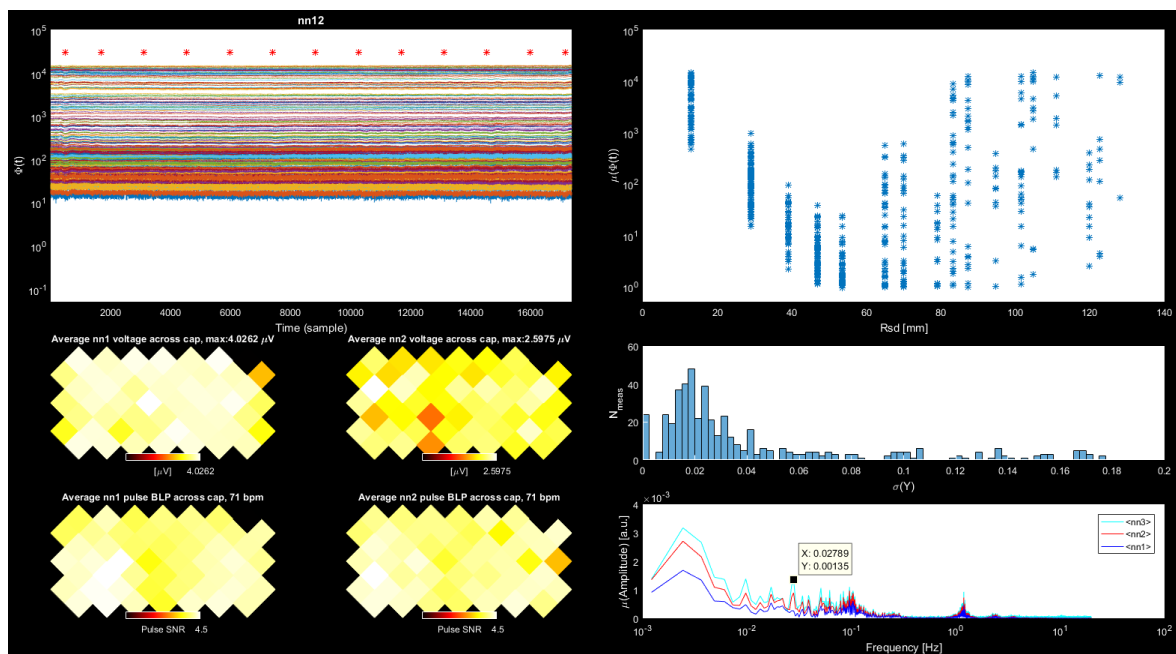 nn12
10^5
10^4
10^3
10^2
10^1
10^0
10^-1
Φ(t)
2000 4000 6000 8000 10000 12000 14000 16000
Time (sample)
10^5
10^4
10^3
10^2
10^1
10^0
μ(Φ(t))
0 20 40 60 80 100 120 140
Rsd [mm]
Average nn1 voltage across cap, max:4.0262 μV
[μV] 4.0262
Average nn2 voltage across cap, max:2.5975 μV
[μV] 2.5975
60
40
20
0
N_meas
0 0.02 0.04 0.06 0.08 0.1 0.12 0.14 0.16 0.18 0.2
σ(Y)
Average nn1 pulse BLP across cap, 71 bpm
Pulse SNR 4.5
Average nn2 pulse BLP across cap, 71 bpm
Pulse SNR 4.5
×10^-3
4
3
2
1
0
μ(Amplitude) [a.u.]
X: 0.02789
Y: 0.00135
<nn3>
<nn2>
<nn1>
10^-3 10^-2 10^-1 10^0 10^1 10^2
Frequency [Hz]